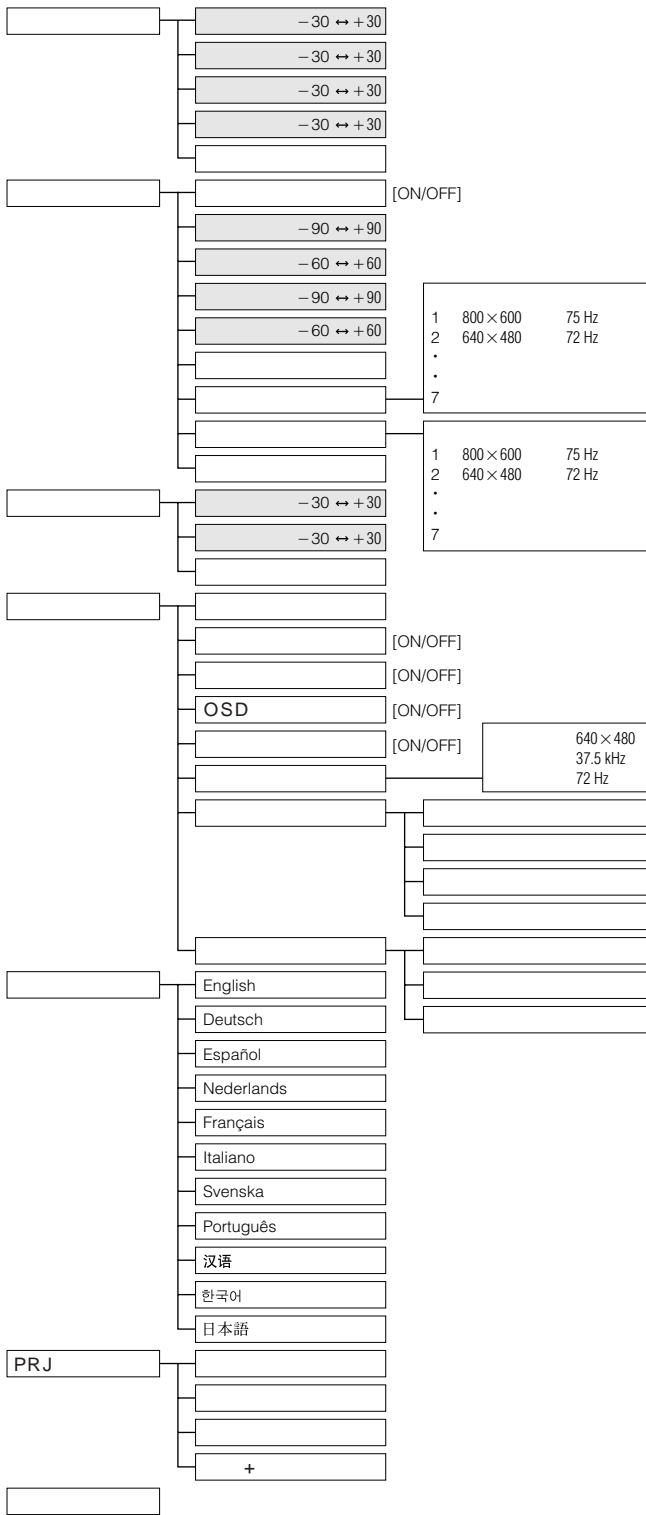 −30 ↔ +30
−30 ↔ +30
−30 ↔ +30
−30 ↔ +30
[ON/OFF]
−90 ↔ +90
−60 ↔ +60
−90 ↔ +90
−60 ↔ +60
1 800×600 75 Hz
2 640×480 72 Hz
·
·
7
1 800×600 75 Hz
2 640×480 72 Hz
·
·
7
−30 ↔ +30
−30 ↔ +30
[ON/OFF]
[ON/OFF]
OSD [ON/OFF]
[ON/OFF]
640×480
37.5 kHz
72 Hz
English
Deutsch
Español
Nederlands
Français
Italiano
Svenska
Português
汉语
한국어
日本語
PRJ
+